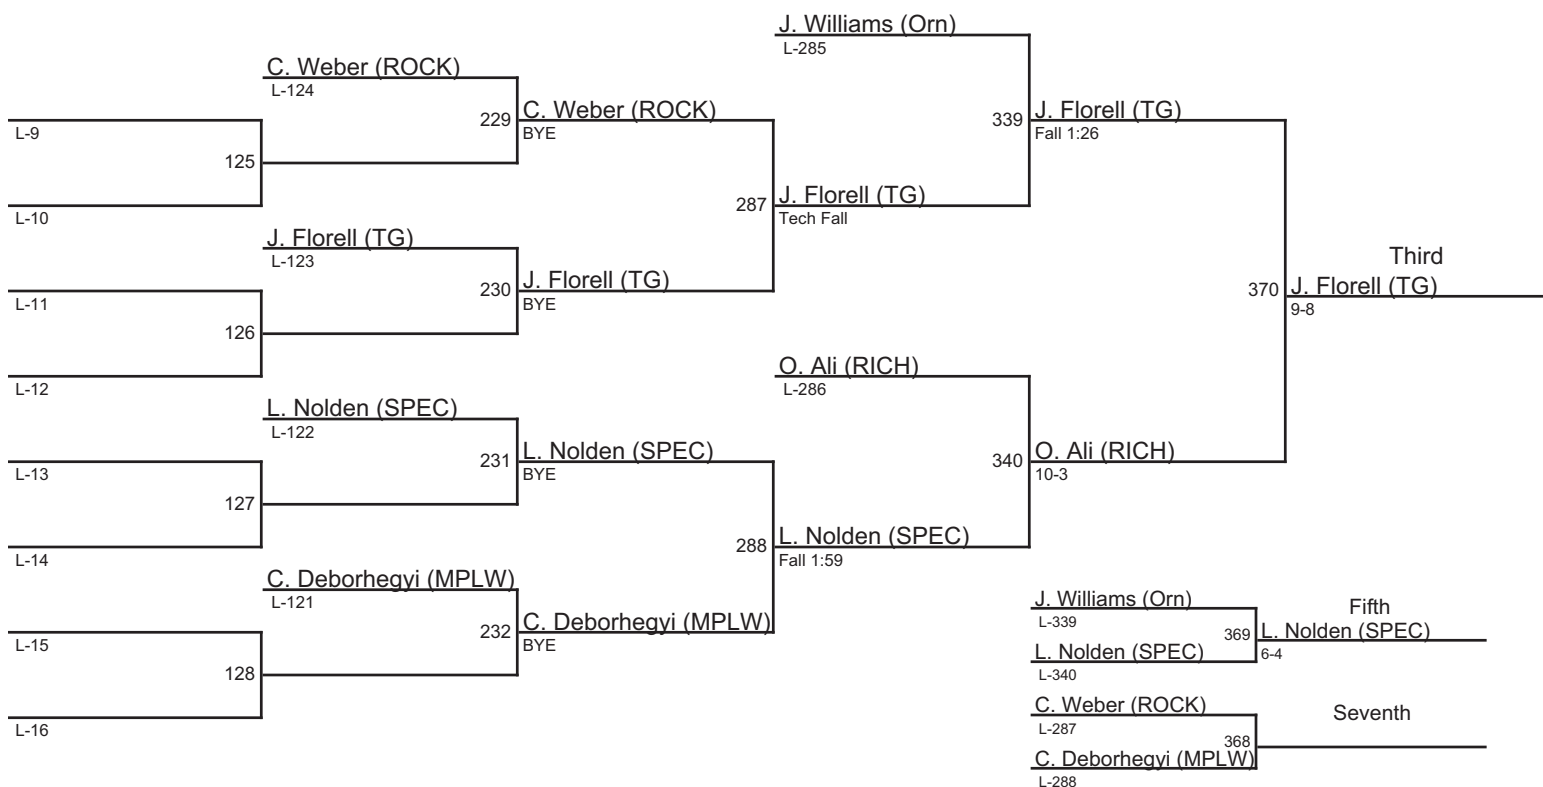 J. Williams (Orn)
L-285
C. Weber (ROCK)
L-124
229
C. Weber (ROCK)
BYE
339
J. Florell (TG)
Fall 1:26
L-9
125
L-10
287
J. Florell (TG)
Tech Fall
J. Florell (TG)
L-123
230
J. Florell (TG)
BYE
L-11
126
L-12
Third
370
J. Florell (TG)
9-8
O. Ali (RICH)
L-286
L. Nolden (SPEC)
L-122
231
L. Nolden (SPEC)
BYE
340
O. Ali (RICH)
10-3
L-13
127
L-14
288
L. Nolden (SPEC)
Fall 1:59
C. Deborhegyi (MPLW)
L-121
232
C. Deborhegyi (MPLW)
BYE
L-15
128
L-16
J. Williams (Orn)
L-339
Fifth
369
L. Nolden (SPEC)
6-4
L. Nolden (SPEC)
L-340
C. Weber (ROCK)
L-287
Seventh
368
C. Deborhegyi (MPLW)
L-288